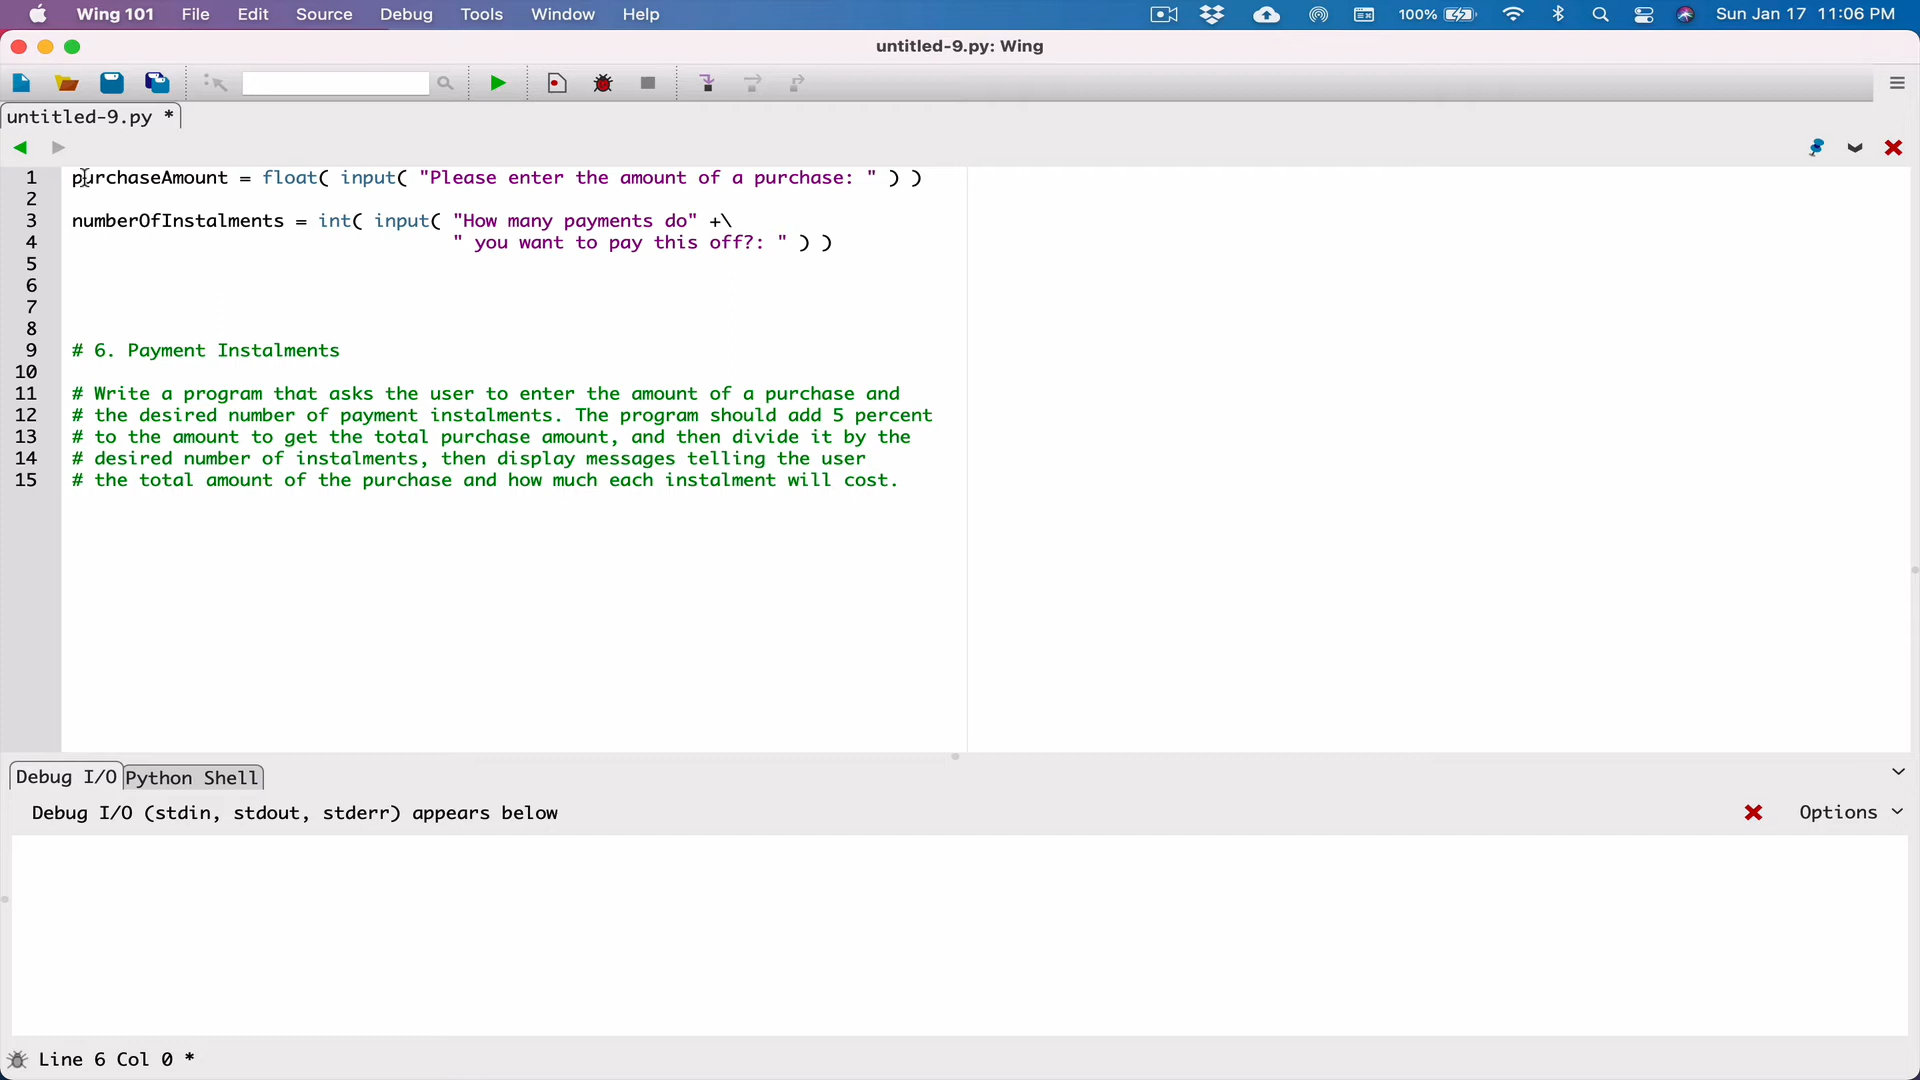 Wing 101 File Edit Source Debug Tools Window Help 100% Sun Jan 17 11:06 PM
untitled-9.py: Wing
untitled-9.py *
1 purchaseAmount = float( input( "Please enter the amount of a purchase: " ) )
2
3 numberOfInstalments = int( input( "How many payments do" +\
4 " you want to pay this off?: " ) )
5
6
7
8
9 # 6. Payment Instalments
10
11 # Write a program that asks the user to enter the amount of a purchase and
12 # the desired number of payment instalments. The program should add 5 percent
13 # to the amount to get the total purchase amount, and then divide it by the
14 # desired number of instalments, then display messages telling the user
15 # the total amount of the purchase and how much each instalment will cost.
Debug I/O Python Shell
Debug I/O (stdin, stdout, stderr) appears below Options
Line 6 Col 0 *